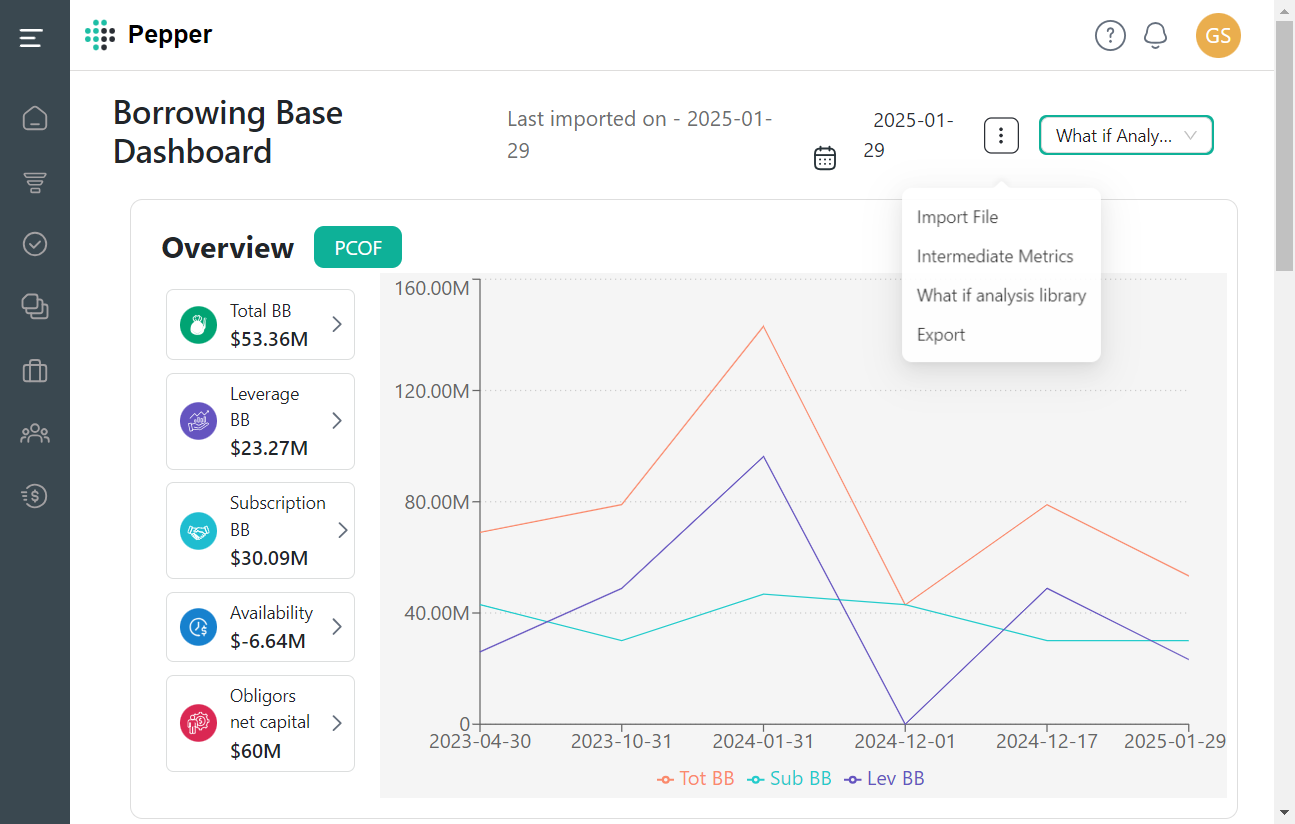 Pepper
GS
Borrowing Base
Dashboard
Last imported on - 2025-01-
29
2025-01-
29
What if Analy...
Import File
Intermediate Metrics
What if analysis library
Export
Overview
PCOF
Total BB
$53.36M
Leverage
BB
$23.27M
Subscription
BB
$30.09M
Availability
$-6.64M
Obligors
net capital
$60M
160.00M
120.00M
80.00M
40.00M
0
2023-04-30 2023-10-31 2024-01-31 2024-12-01 2024-12-17 2025-01-29
Tot BB Sub BB Lev BB